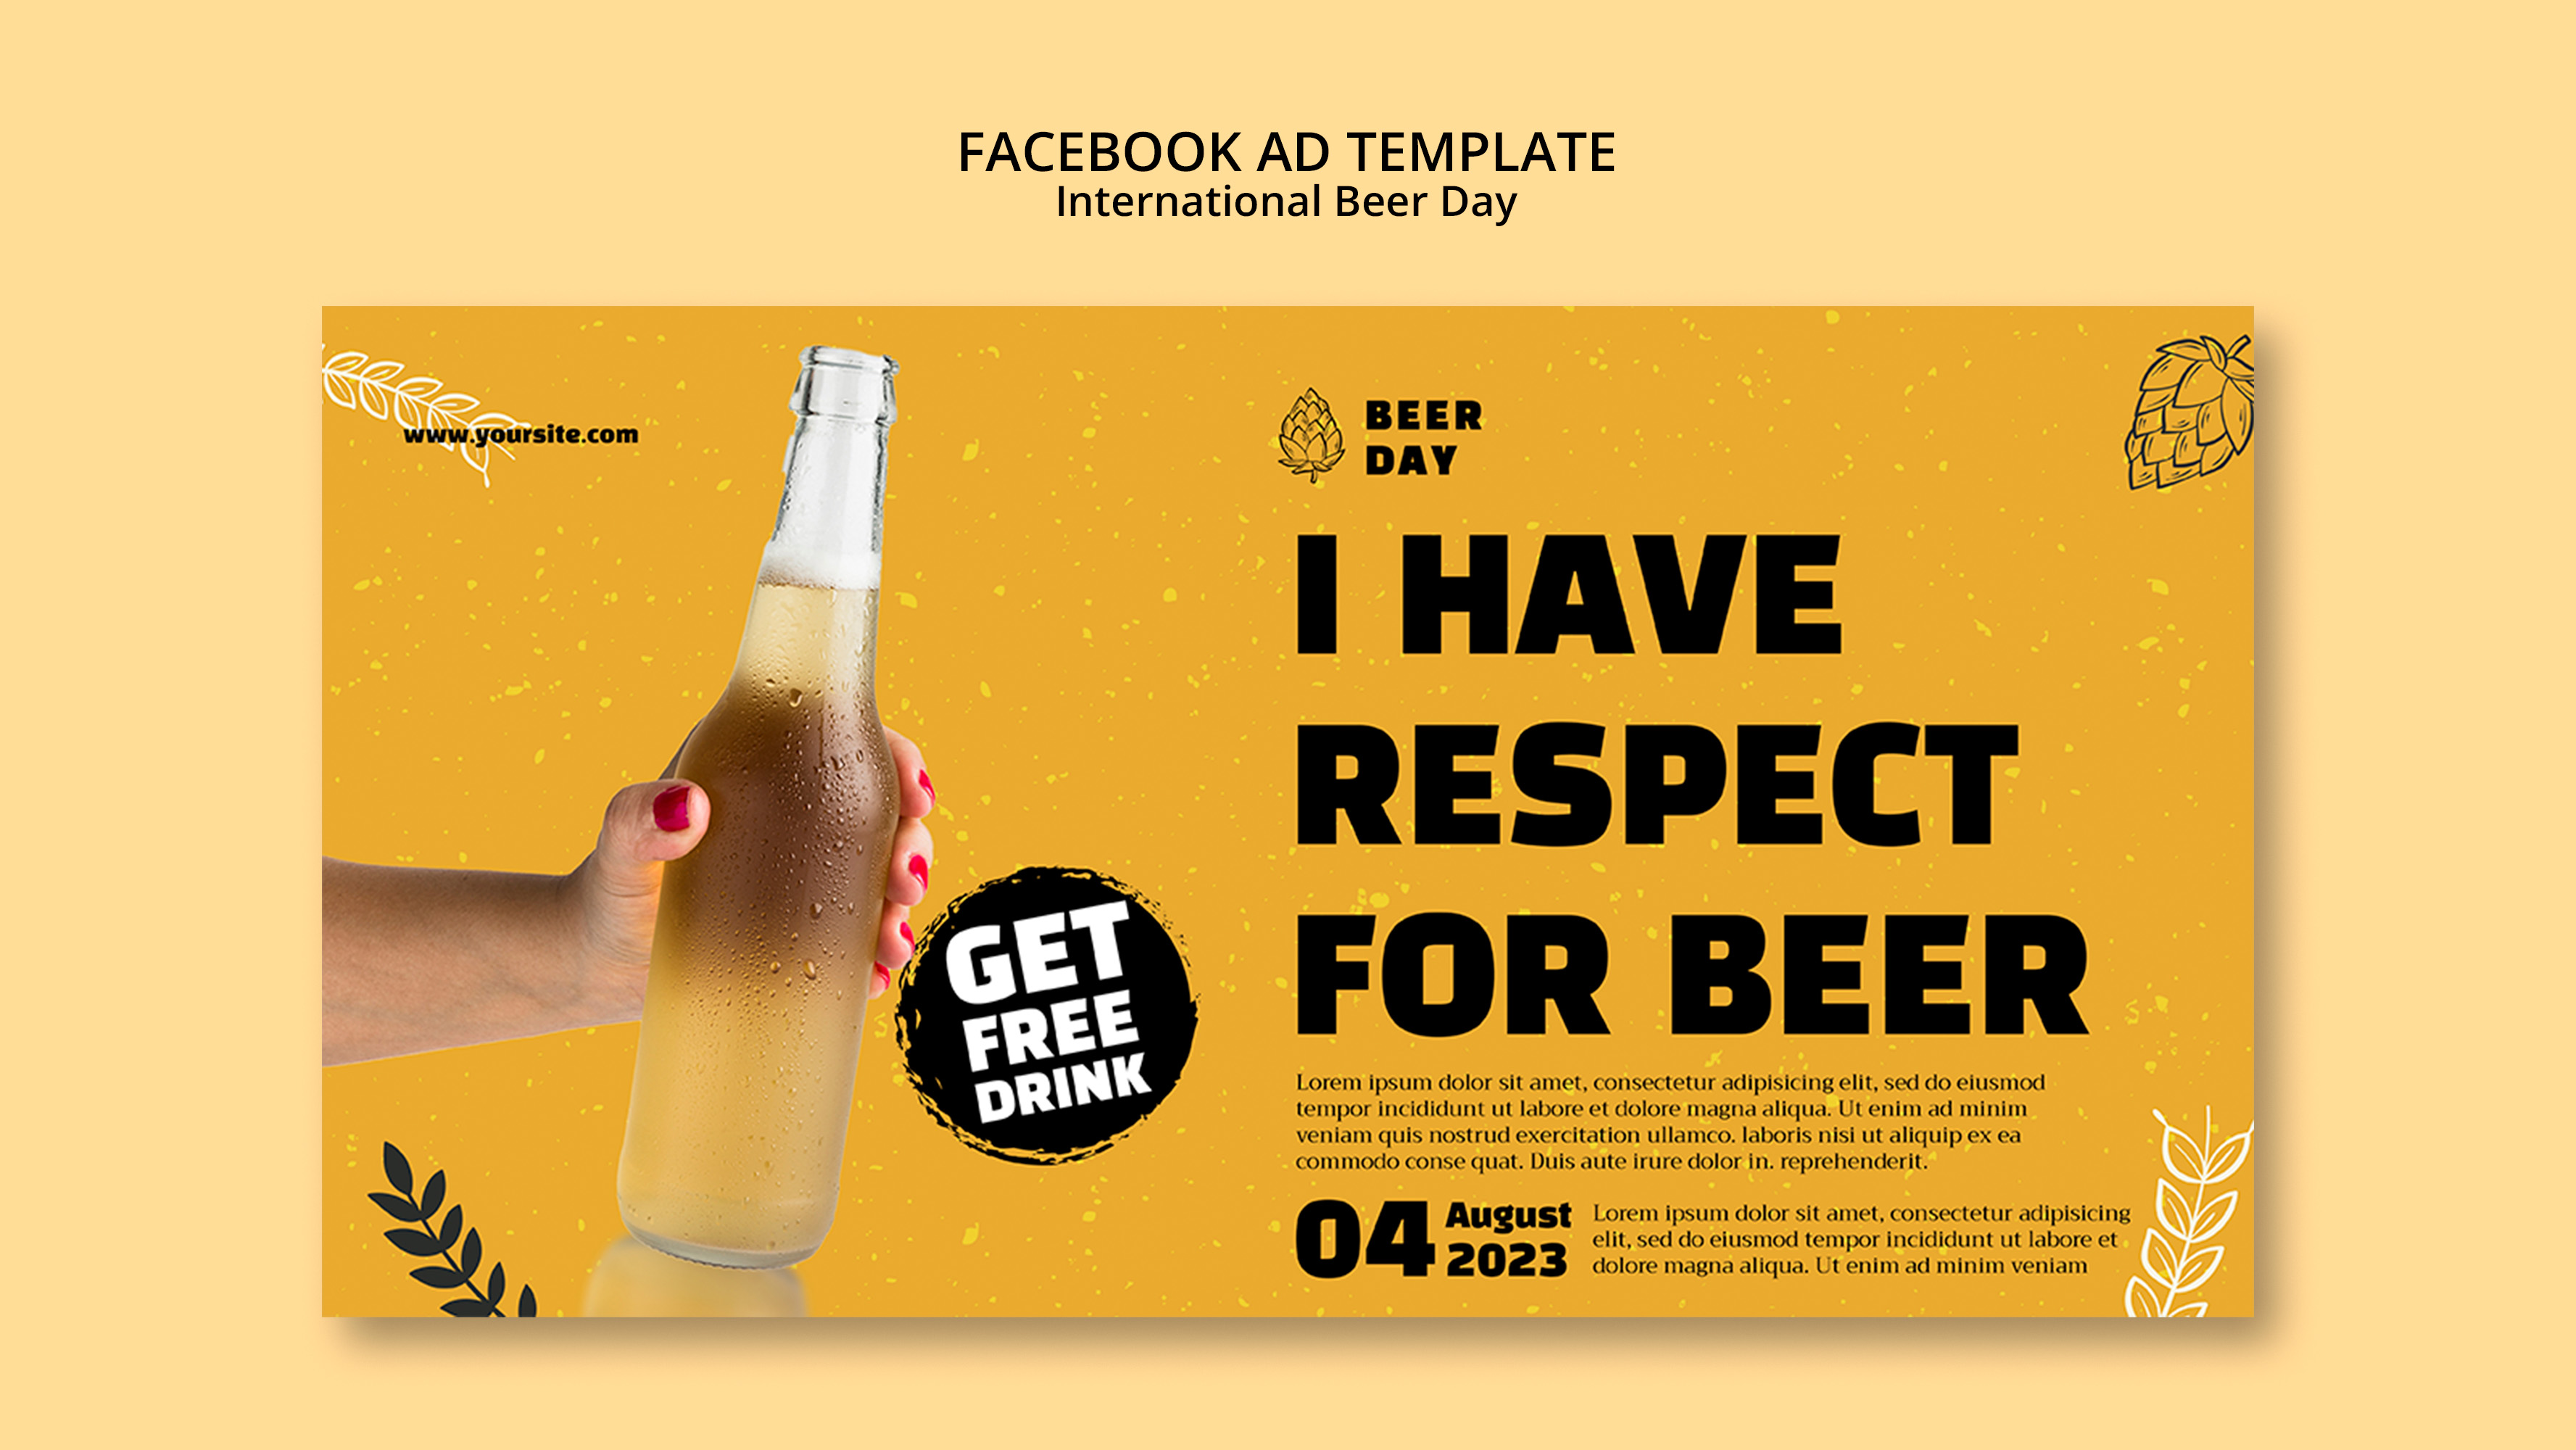 FACEBOOK AD TEMPLATE
International Beer Day
www.yoursite.com
BEER
DAY
I HAVE
RESPECT
FOR BEER
GET
FREE
DRINK
Lorem ipsum dolor sit amet, consectetur adipisicing elit, sed do eiusmod
tempor incididunt ut labore et dolore magna aliqua. Ut enim ad minim
veniam quis nostrud exercitation ullamco. laboris nisi ut aliquip ex ea
commodo conse quat. Duis aute irure dolor in. reprehenderit.
04 August
2023
Lorem ipsum dolor sit amet, consectetur adipisicing
elit, sed do eiusmod tempor incididunt ut labore et
dolore magna aliqua. Ut enim ad minim veniam